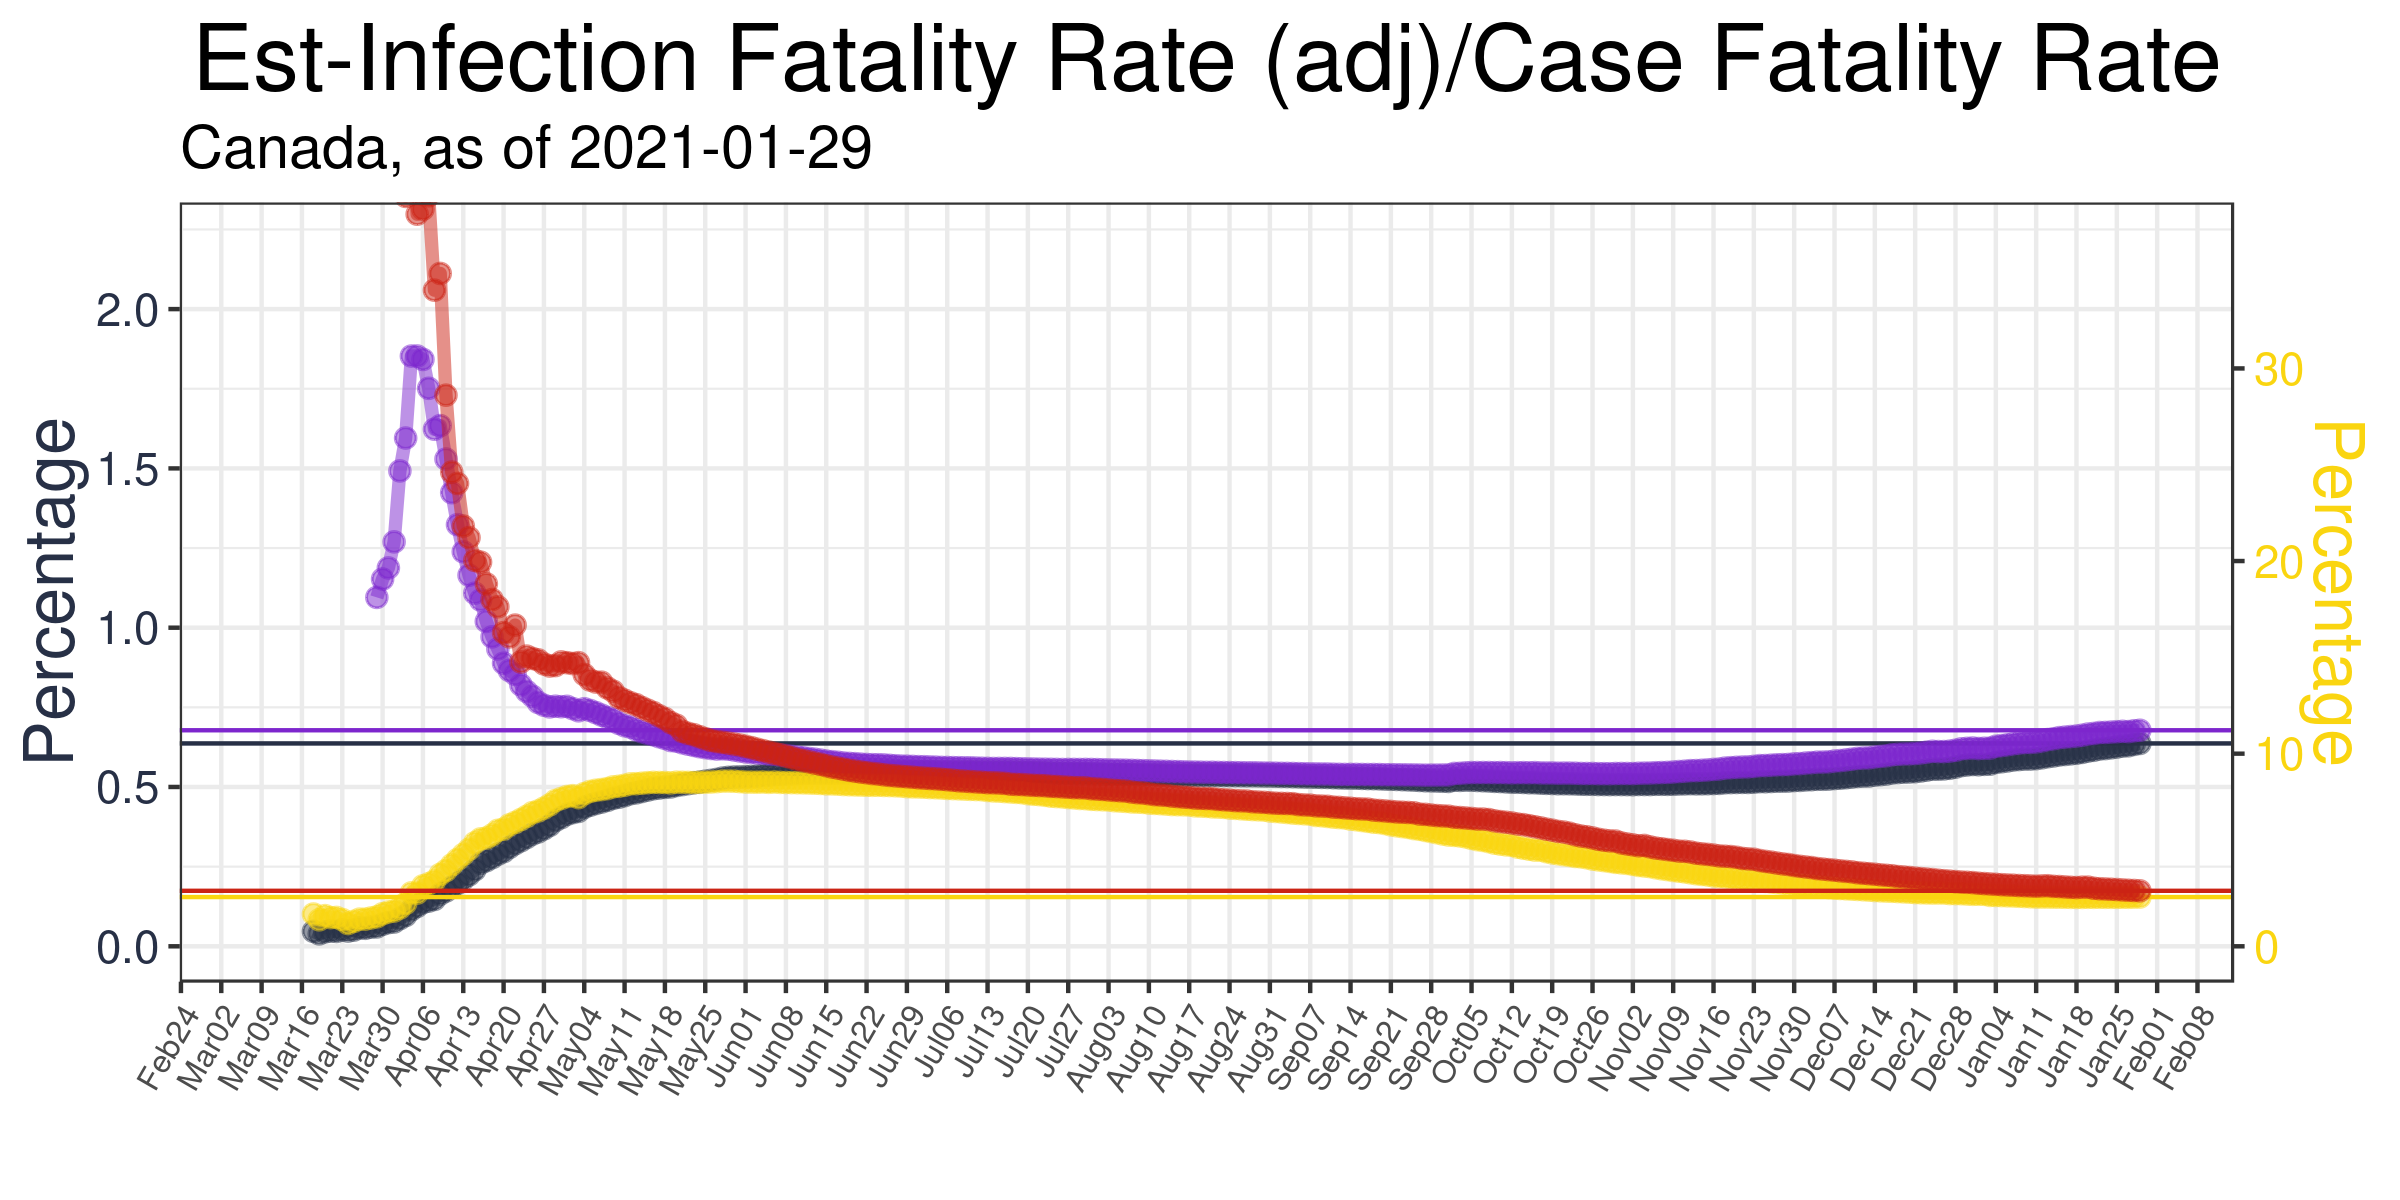 Est-Infection Fatality Rate (adj)/Case Fatality Rate
Canada, as of 2021-01-29
Percentage
2.0
1.5
1.0
0.5
0.0
30
20
10
0
Percentage
Feb24
Mar02
Mar09
Mar16
Mar23
Mar30
Apr06
Apr13
Apr20
Apr27
May04
May11
May18
May25
Jun01
Jun08
Jun15
Jun22
Jun29
Jul06
Jul13
Jul20
Jul27
Aug03
Aug10
Aug17
Aug24
Aug31
Sep07
Sep14
Sep21
Sep28
Oct05
Oct12
Oct19
Oct26
Nov02
Nov09
Nov16
Nov23
Nov30
Dec07
Dec14
Dec21
Dec28
Jan04
Jan11
Jan18
Jan25
Feb01
Feb08